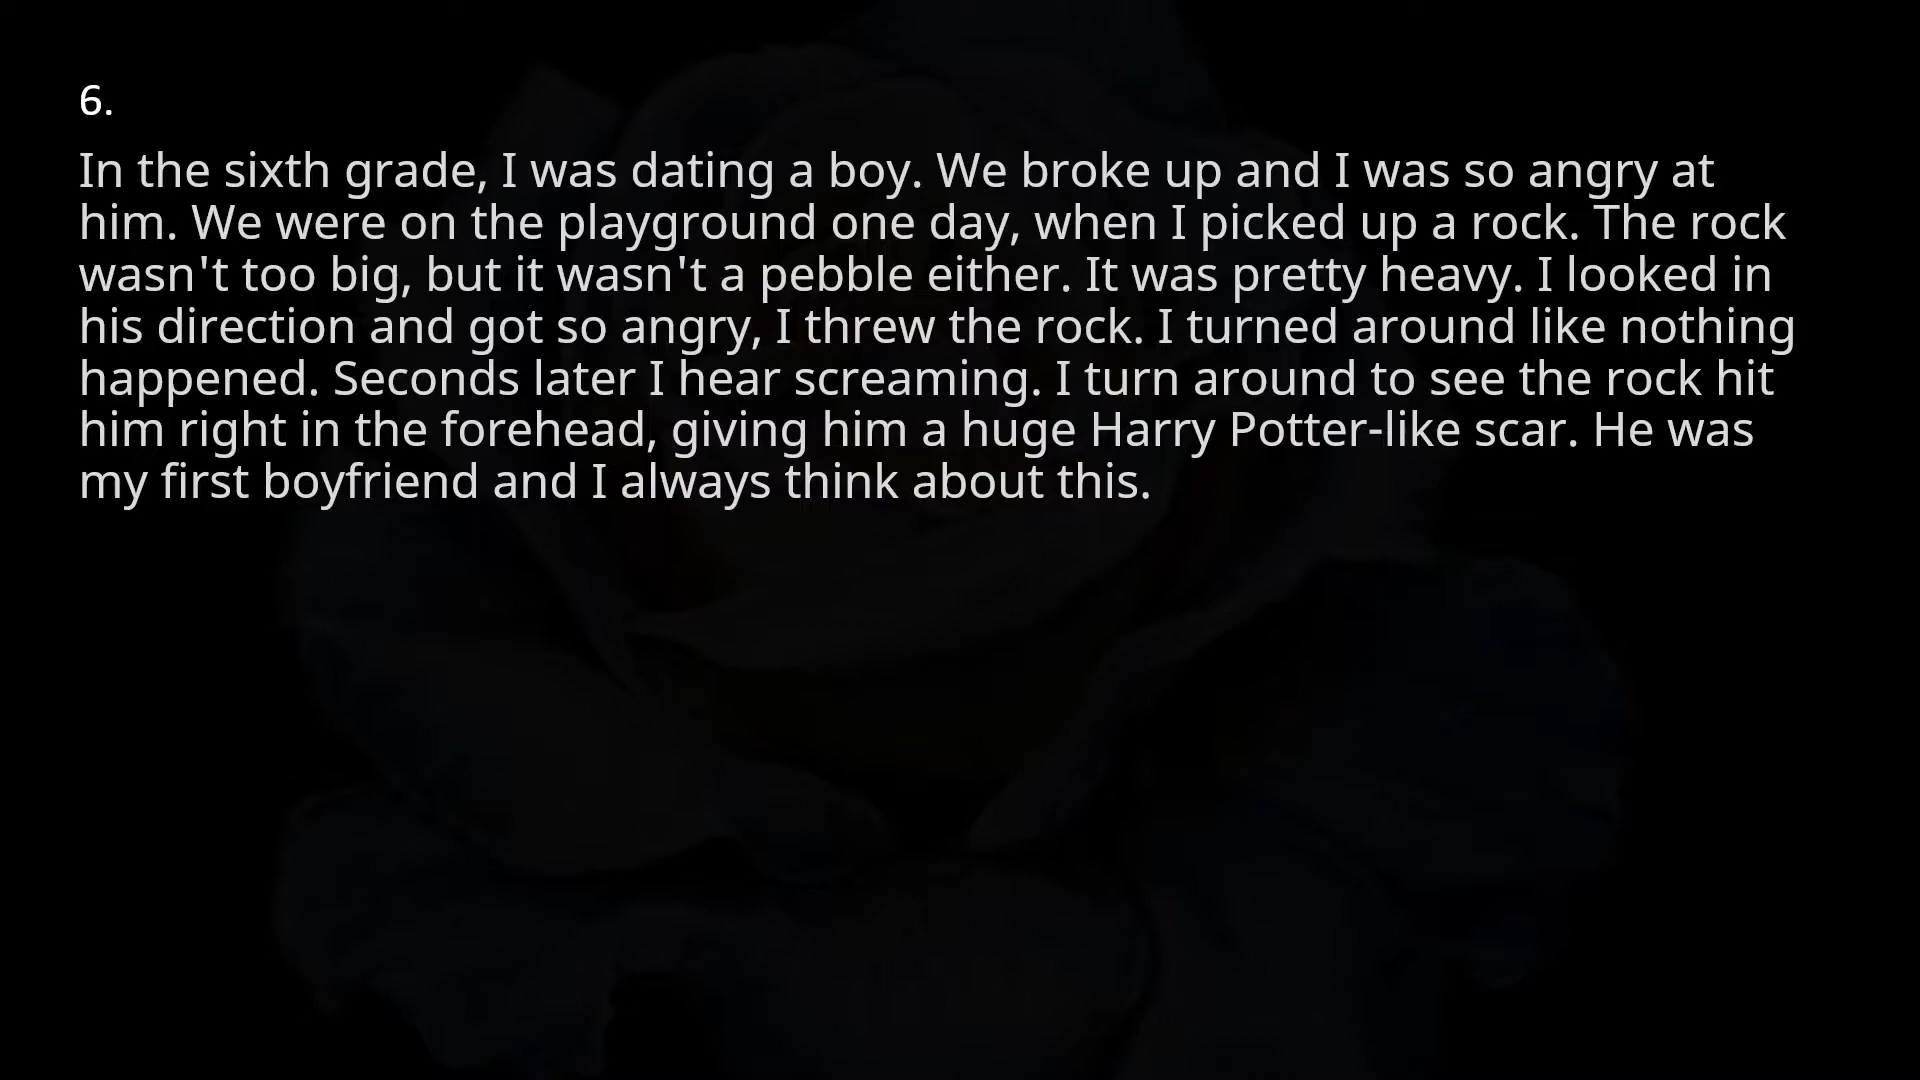 6.
In the sixth grade, I was dating a boy. We broke up and I was so angry at
him. We were on the playground one day, when I picked up a rock. The rock
wasn't too big, but it wasn't a pebble either. It was pretty heavy. I looked in
his direction and got so angry, I threw the rock. I turned around like nothing
happened. Seconds later I hear screaming. I turn around to see the rock hit
him right in the forehead, giving him a huge Harry Potter-like scar. He was
my first boyfriend and I always think about this.